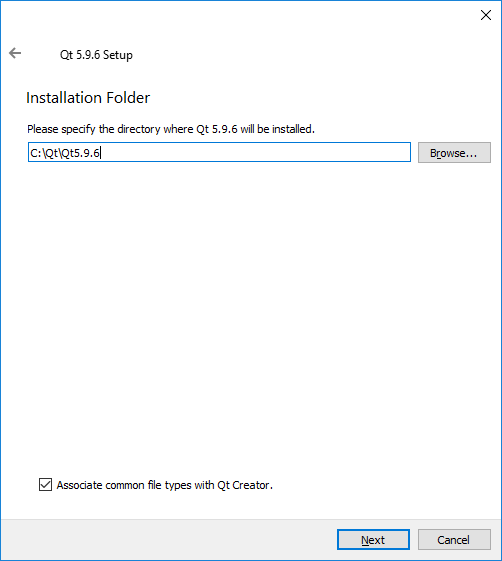 Qt 5.9.6 Setup
Installation Folder
Please specify the directory where Qt 5.9.6 will be installed.
C:\Qt\Qt5.9.6
Browse...
Associate common file types with Qt Creator.
Next
Cancel